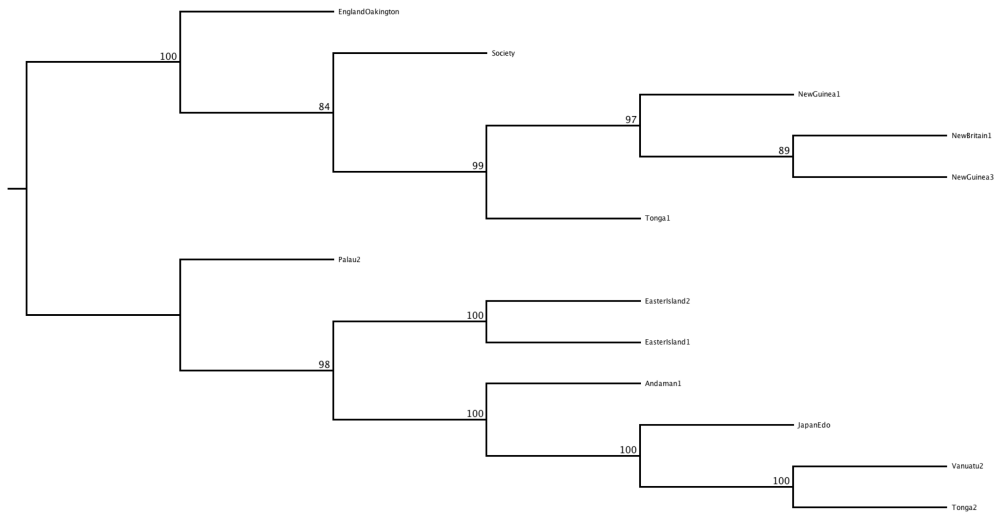 EnglandOakington
100
Society
84
NewGuinea1
97
NewBritain1
89
99
NewGuinea3
Tonga1
Palau2
EasterIsland2
100
EasterIsland1
98
Andaman1
100
JapanEdo
100
Vanuatu2
100
Tonga2